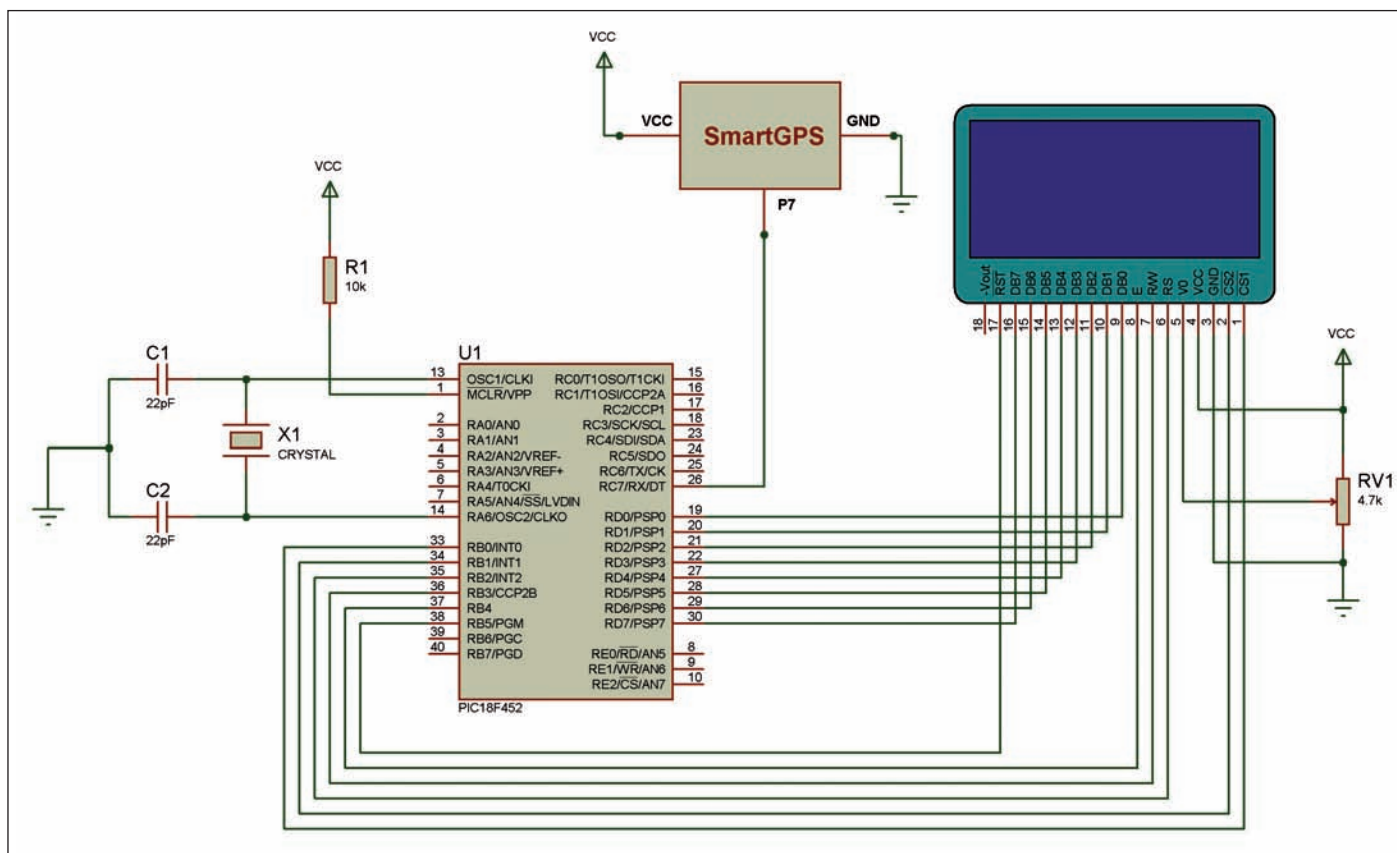 VCC
VCC
SmartGPS
GND
P7
VCC
R1
10k
-Vout
RST
DB7
DB6
DB5
DB4
DB3
DB2
DB1
DB0
E
R/W
RS
V0
VCC
GND
CS2
CS1
18
17
16
15
14
13
12
11
10
9
8
7
6
5
4
3
2
1
VCC
RV1
4.7k
C1
22pF
X1
CRYSTAL
C2
22pF
U1
13 OSC1/CLKI
1 MCLR/VPP
2 RA0/AN0
3 RA1/AN1
4 RA2/AN2/VREF-
5 RA3/AN3/VREF+
6 RA4/T0CKI
7 RA5/AN4/SS/LVDIN
14 RA6/OSC2/CLKO
33 RB0/INT0
34 RB1/INT1
35 RB2/INT2
36 RB3/CCP2B
37 RB4
38 RB5/PGM
39 RB6/PGC
40 RB7/PGD
RC0/T1OSO/T1CKI 15
RC1/T1OSI/CCP2A 16
RC2/CCP1 17
RC3/SCK/SCL 18
RC4/SDI/SDA 23
RC5/SDO 24
RC6/TX/CK 25
RC7/RX/DT 26
RD0/PSP0 19
RD1/PSP1 20
RD2/PSP2 21
RD3/PSP3 22
RD4/PSP4 27
RD5/PSP5 28
RD6/PSP6 29
RD7/PSP7 30
RE0/RD/AN5 8
RE1/WR/AN6 9
RE2/CS/AN7 10
PIC18F452